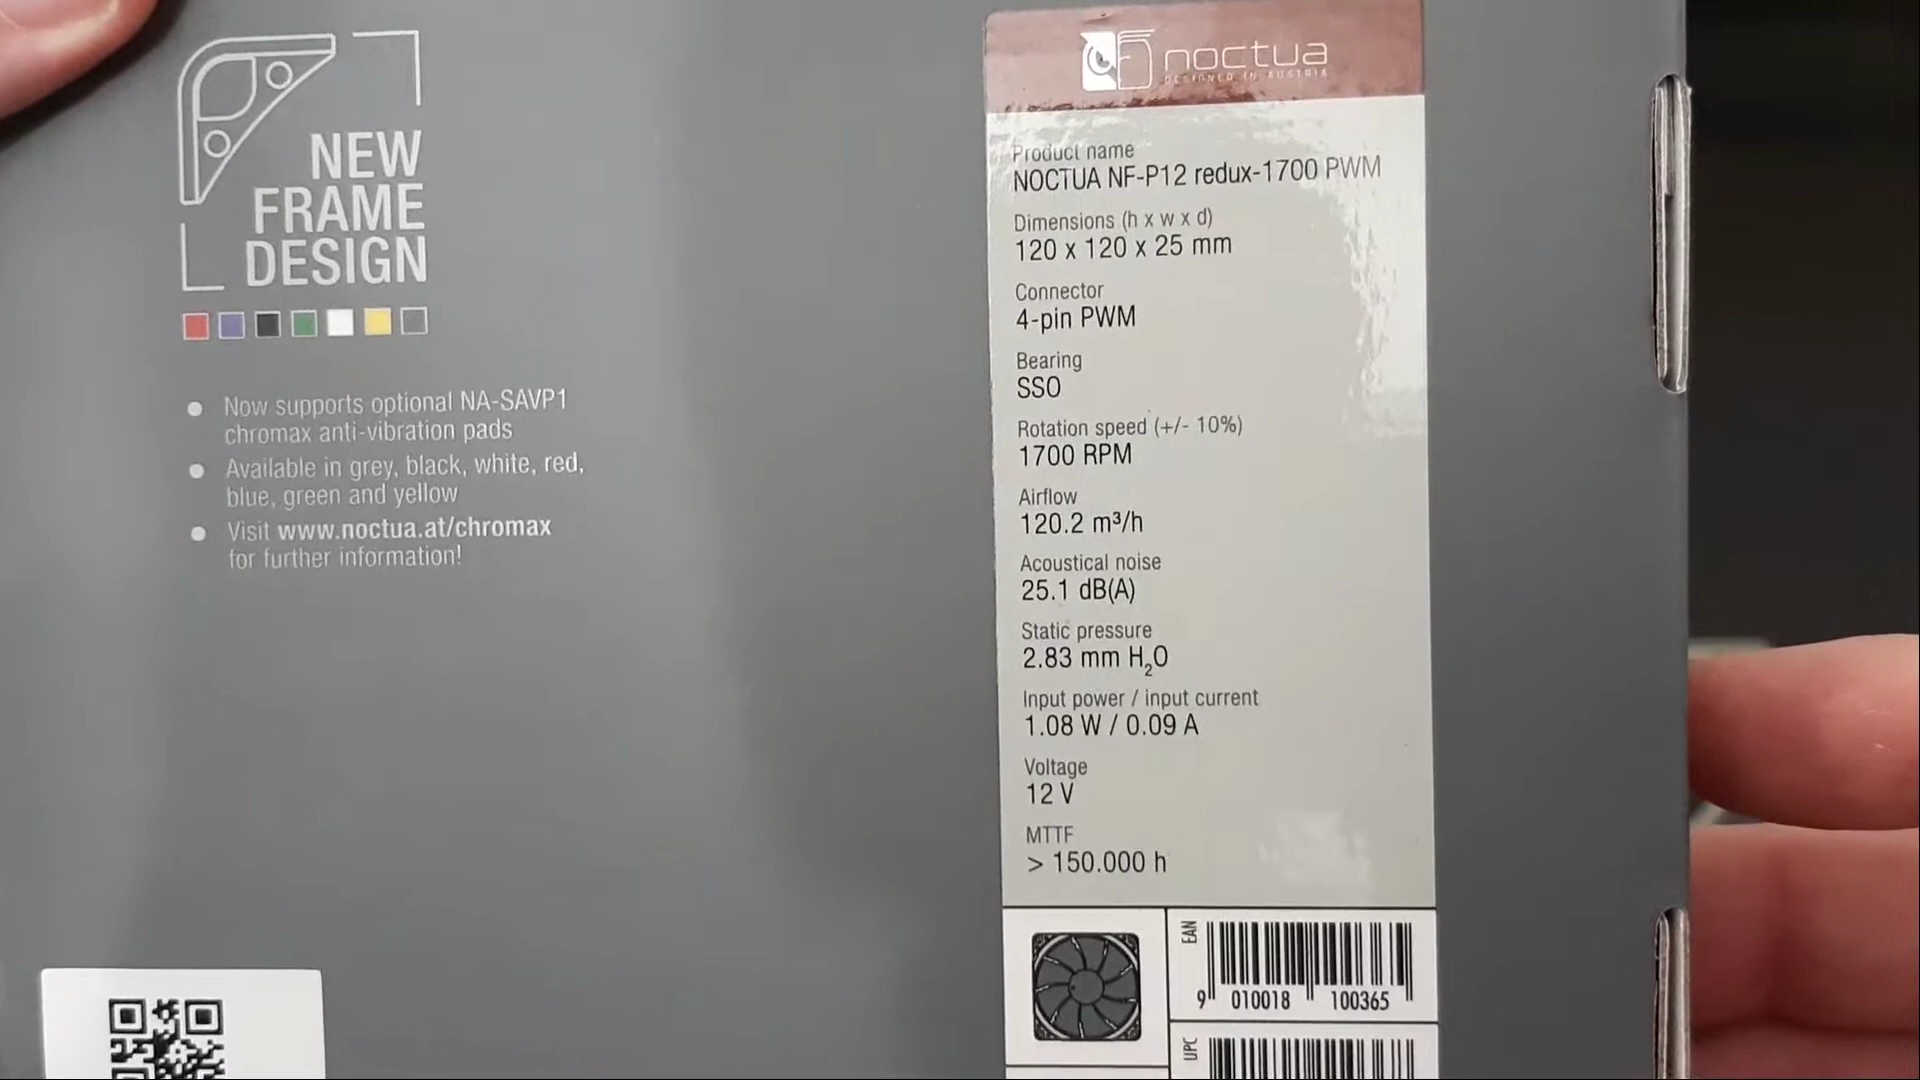 NEW
FRAME
DESIGN
Now supports optional NA-SAVP1
chromax anti-vibration pads
Available in grey, black, white, red,
blue, green and yellow
Visit www.noctua.at/chromax
for further information!
noctua
DESIGNED IN AUSTRIA
Product name
NOCTUA NF-P12 redux-1700 PWM
Dimensions (h x w x d)
120 x 120 x 25 mm
Connector
4-pin PWM
Bearing
SSO
Rotation speed (+/- 10%)
1700 RPM
Airflow
120.2 m³/h
Acoustical noise
25.1 dB(A)
Static pressure
2.83 mm H₂O
Input power / input current
1.08 W / 0.09 A
Voltage
12 V
MTTF
> 150.000 h
EAN
9 010018 100365
UPC